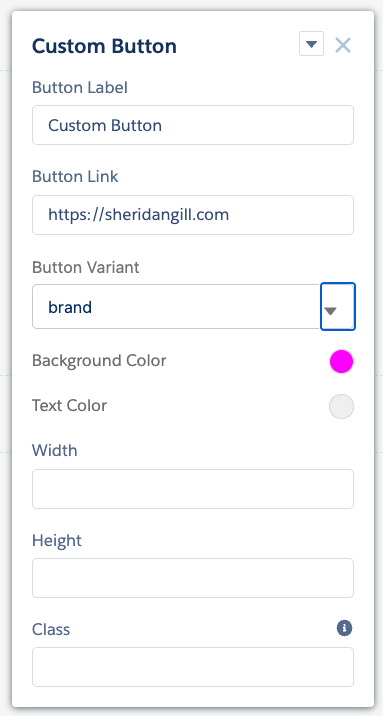 Custom Button
Button Label
Custom Button
Button Link
https://sheridangill.com
Button Variant
brand
Background Color
Text Color
Width
Height
Class